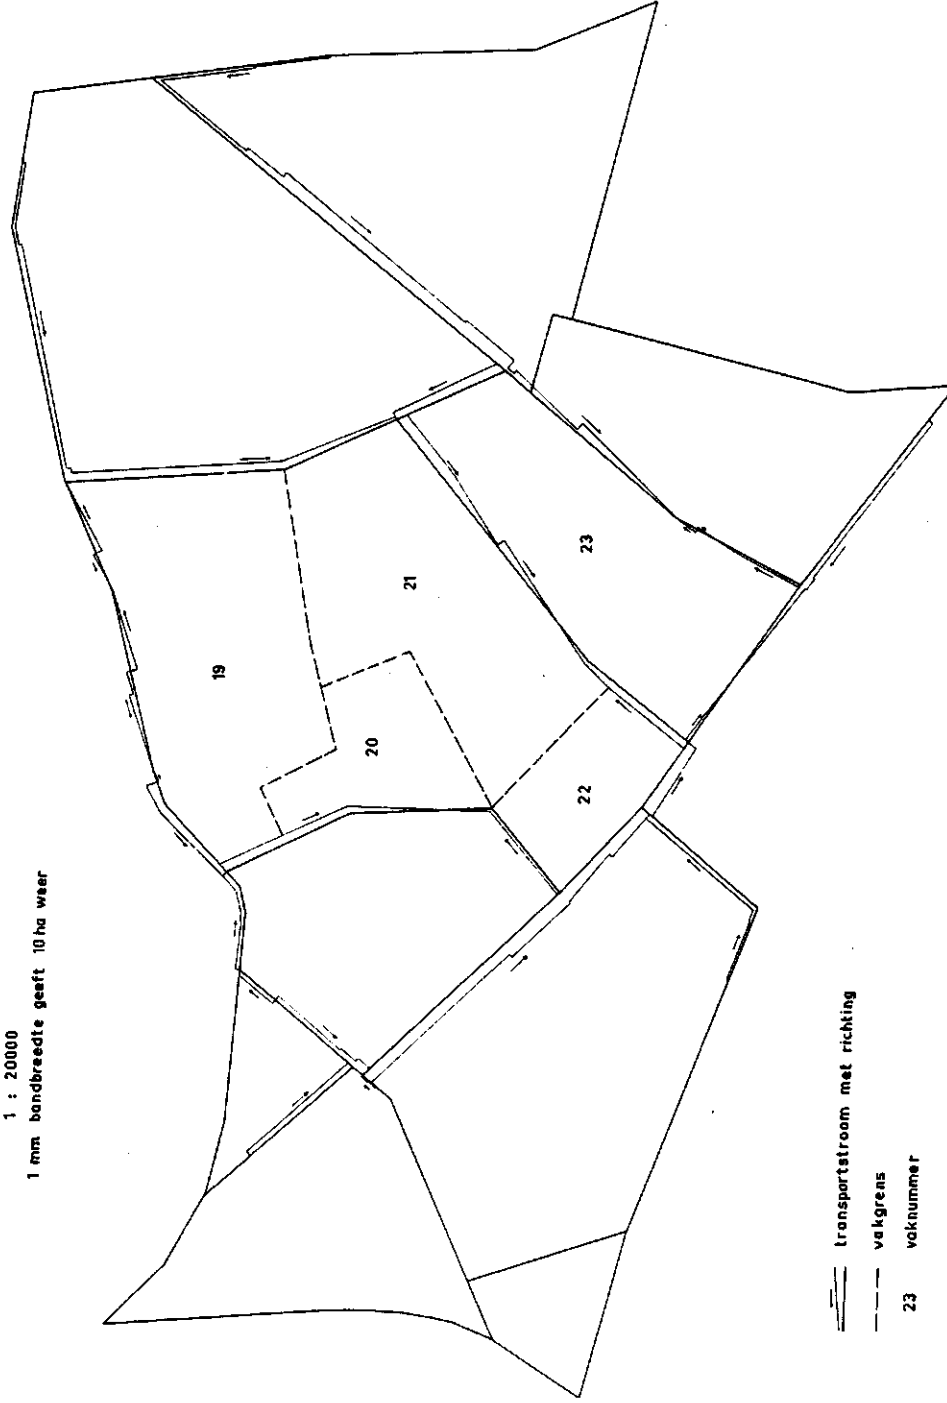 1 : 20000
1 mm bandbreedte geeft 10 ha weer
19
21
23
20
22
transportstroom met richting
vakgrens
23 vaknummer